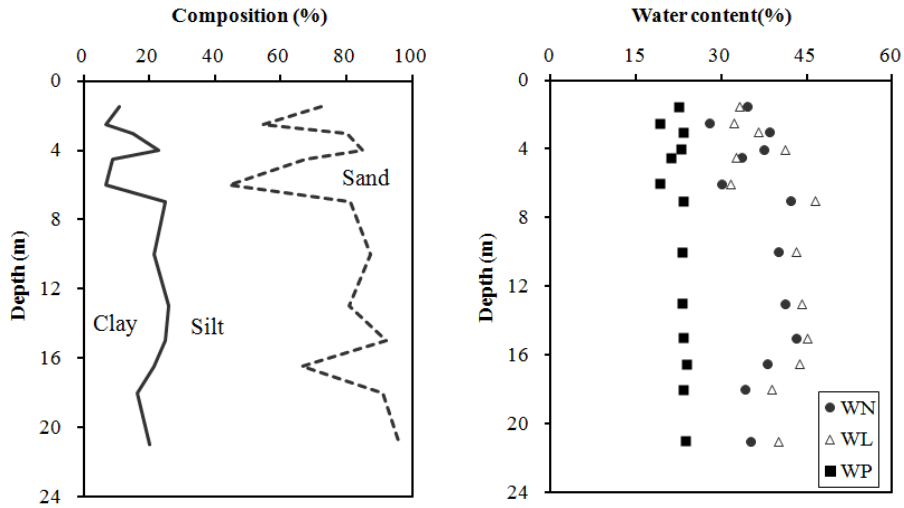 Composition (%)
0 20 40 60 80 100
0
4
8
12
16
20
24
Depth (m)
Sand
Clay Silt
Water content(%)
0 15 30 45 60
0
4
8
12
16
20
24
Depth (m)
WN
WL
WP